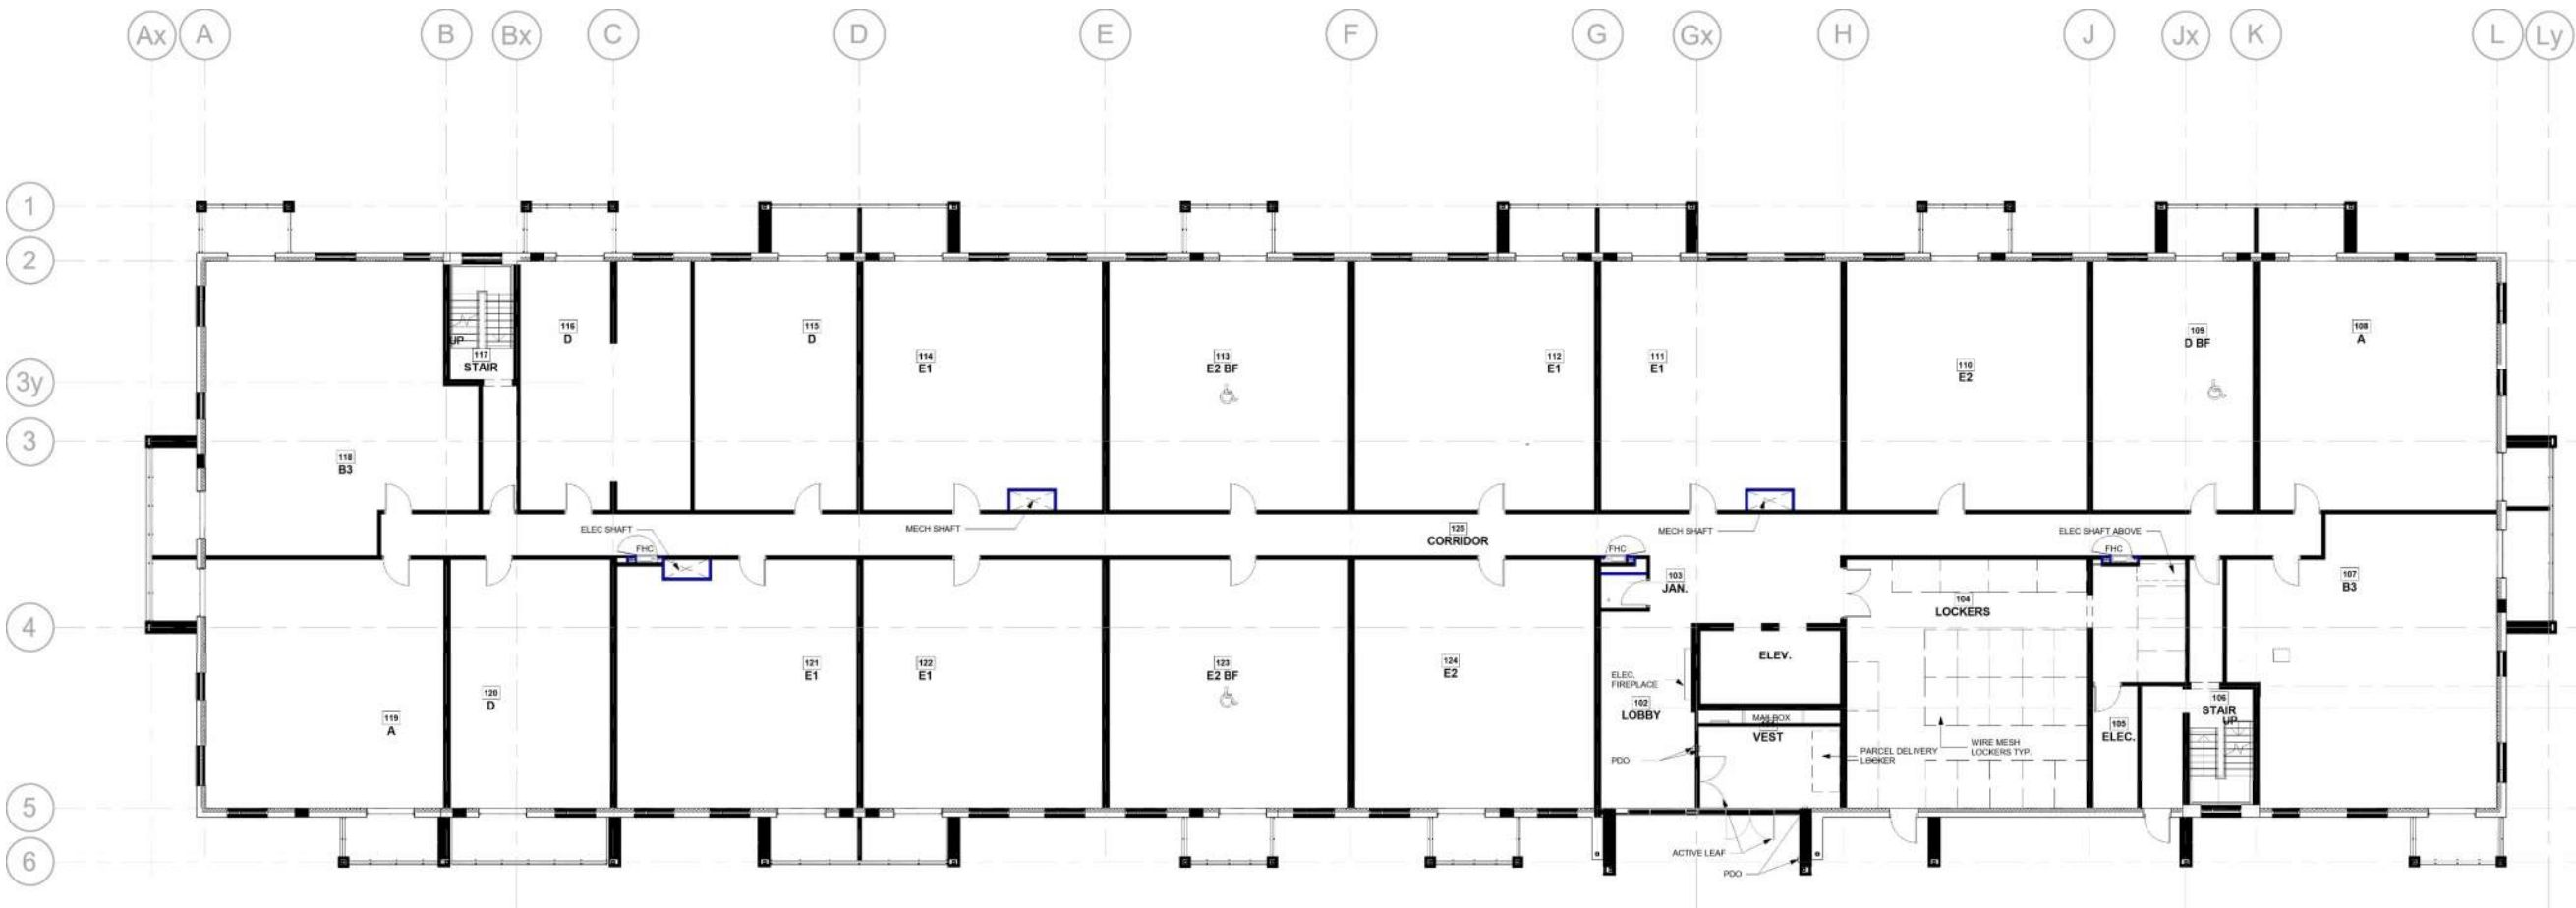 Ax A B Bx C D E F G Gx H J Jx K L Ly
1
2
3y
3
4
5
6
118
B3
UP
117
STAIR
116
D
115
D
114
E1
113
E2 BF
112
E1
111
E1
110
E2
109
D BF
108
A
ELEC SHAFT
FHC
MECH SHAFT
125
CORRIDOR
FHC
MECH SHAFT
ELEC SHAFT ABOVE
FHC
119
A
120
D
121
E1
122
E1
123
E2 BF
124
E2
103
JAN.
ELEC.
FIREPLACE
102
LOBBY
ELEV.
MAILBOX
VEST
PDO
ACTIVE LEAF
PDO
104
LOCKERS
WIRE MESH
LOCKERS TYP.
PARCEL DELIVERY
LOCKER
105
ELEC.
106
STAIR
UP
107
B3